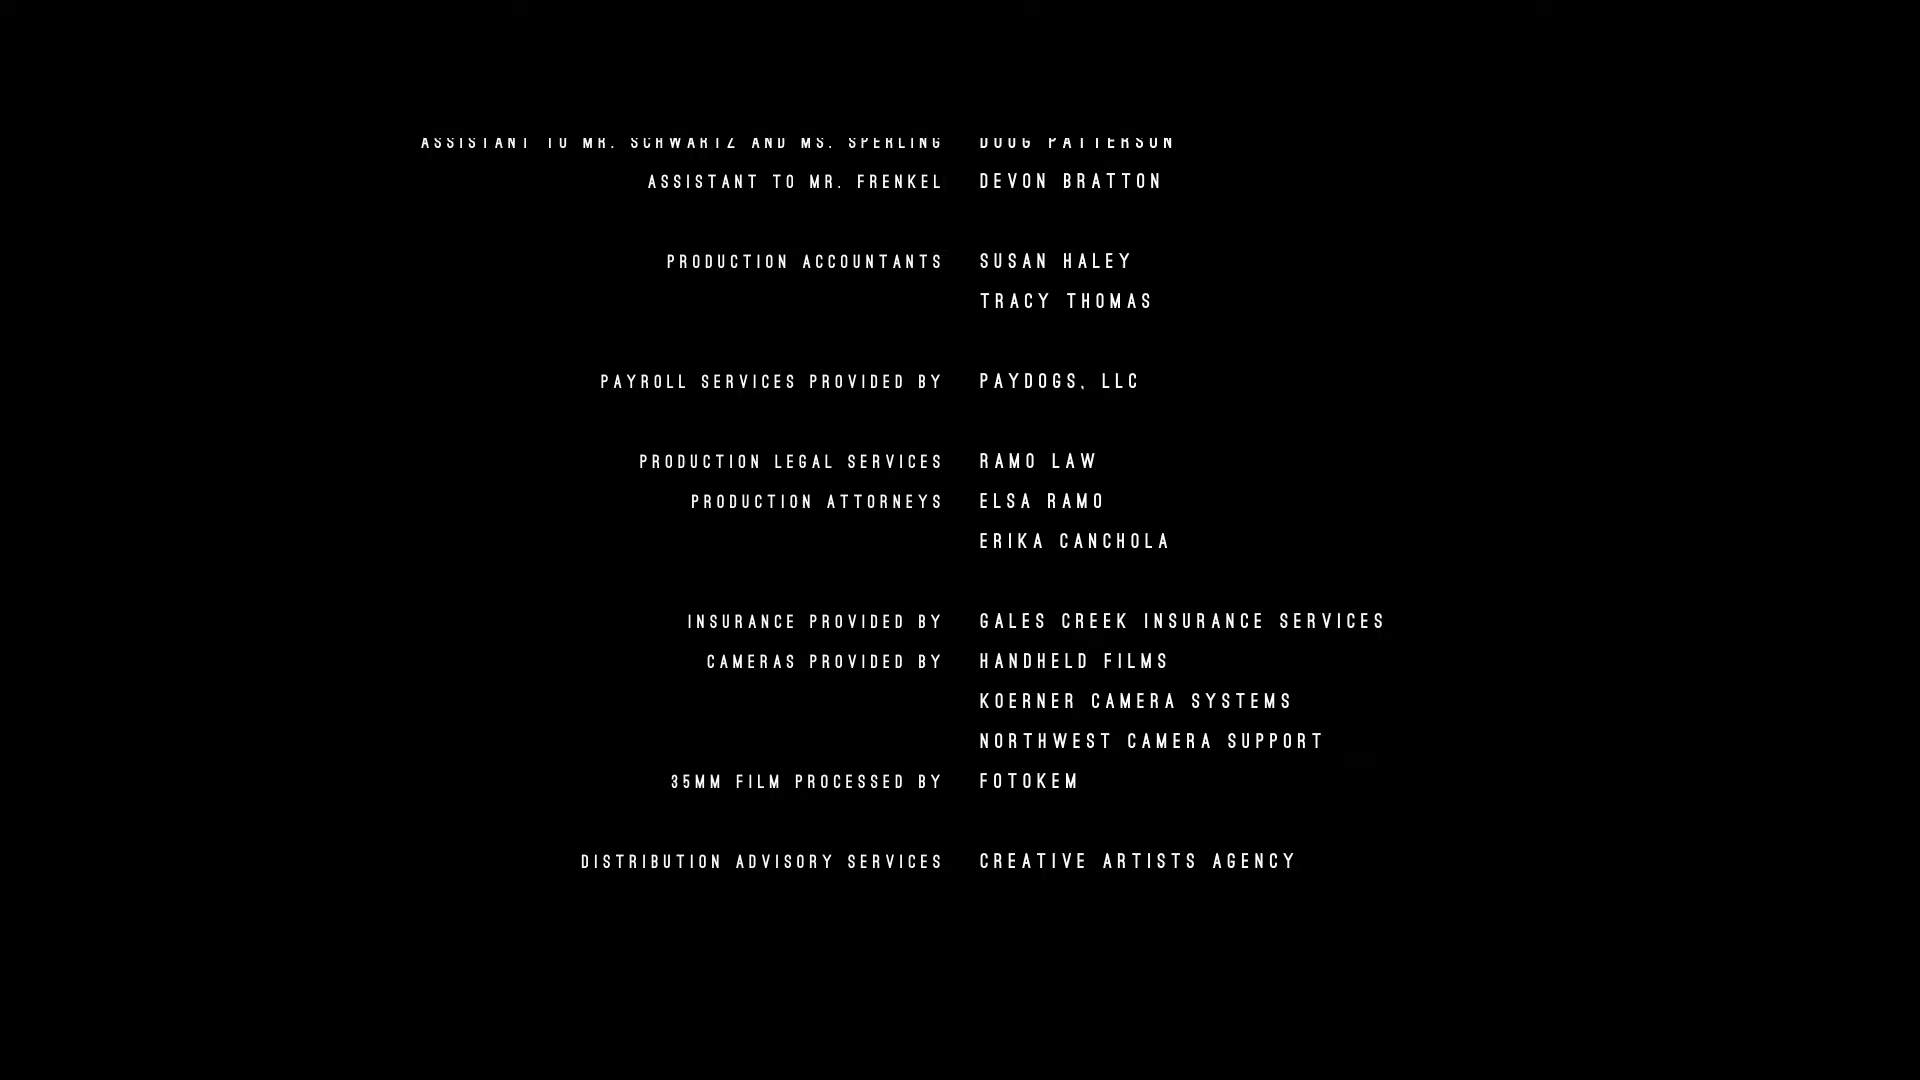 ASSISTANT TO MR. SCHWARTZ AND MS. SPERLING DOUG PATTERSON
ASSISTANT TO MR. FRENKEL DEVON BRATTON
PRODUCTION ACCOUNTANTS SUSAN HALEY
TRACY THOMAS
PAYROLL SERVICES PROVIDED BY PAYDOGS, LLC
PRODUCTION LEGAL SERVICES RAMO LAW
PRODUCTION ATTORNEYS ELSA RAMO
ERIKA CANCHOLA
INSURANCE PROVIDED BY GALES CREEK INSURANCE SERVICES
CAMERAS PROVIDED BY HANDHELD FILMS
KOERNER CAMERA SYSTEMS
NORTHWEST CAMERA SUPPORT
35MM FILM PROCESSED BY FOTOKEM
DISTRIBUTION ADVISORY SERVICES CREATIVE ARTISTS AGENCY